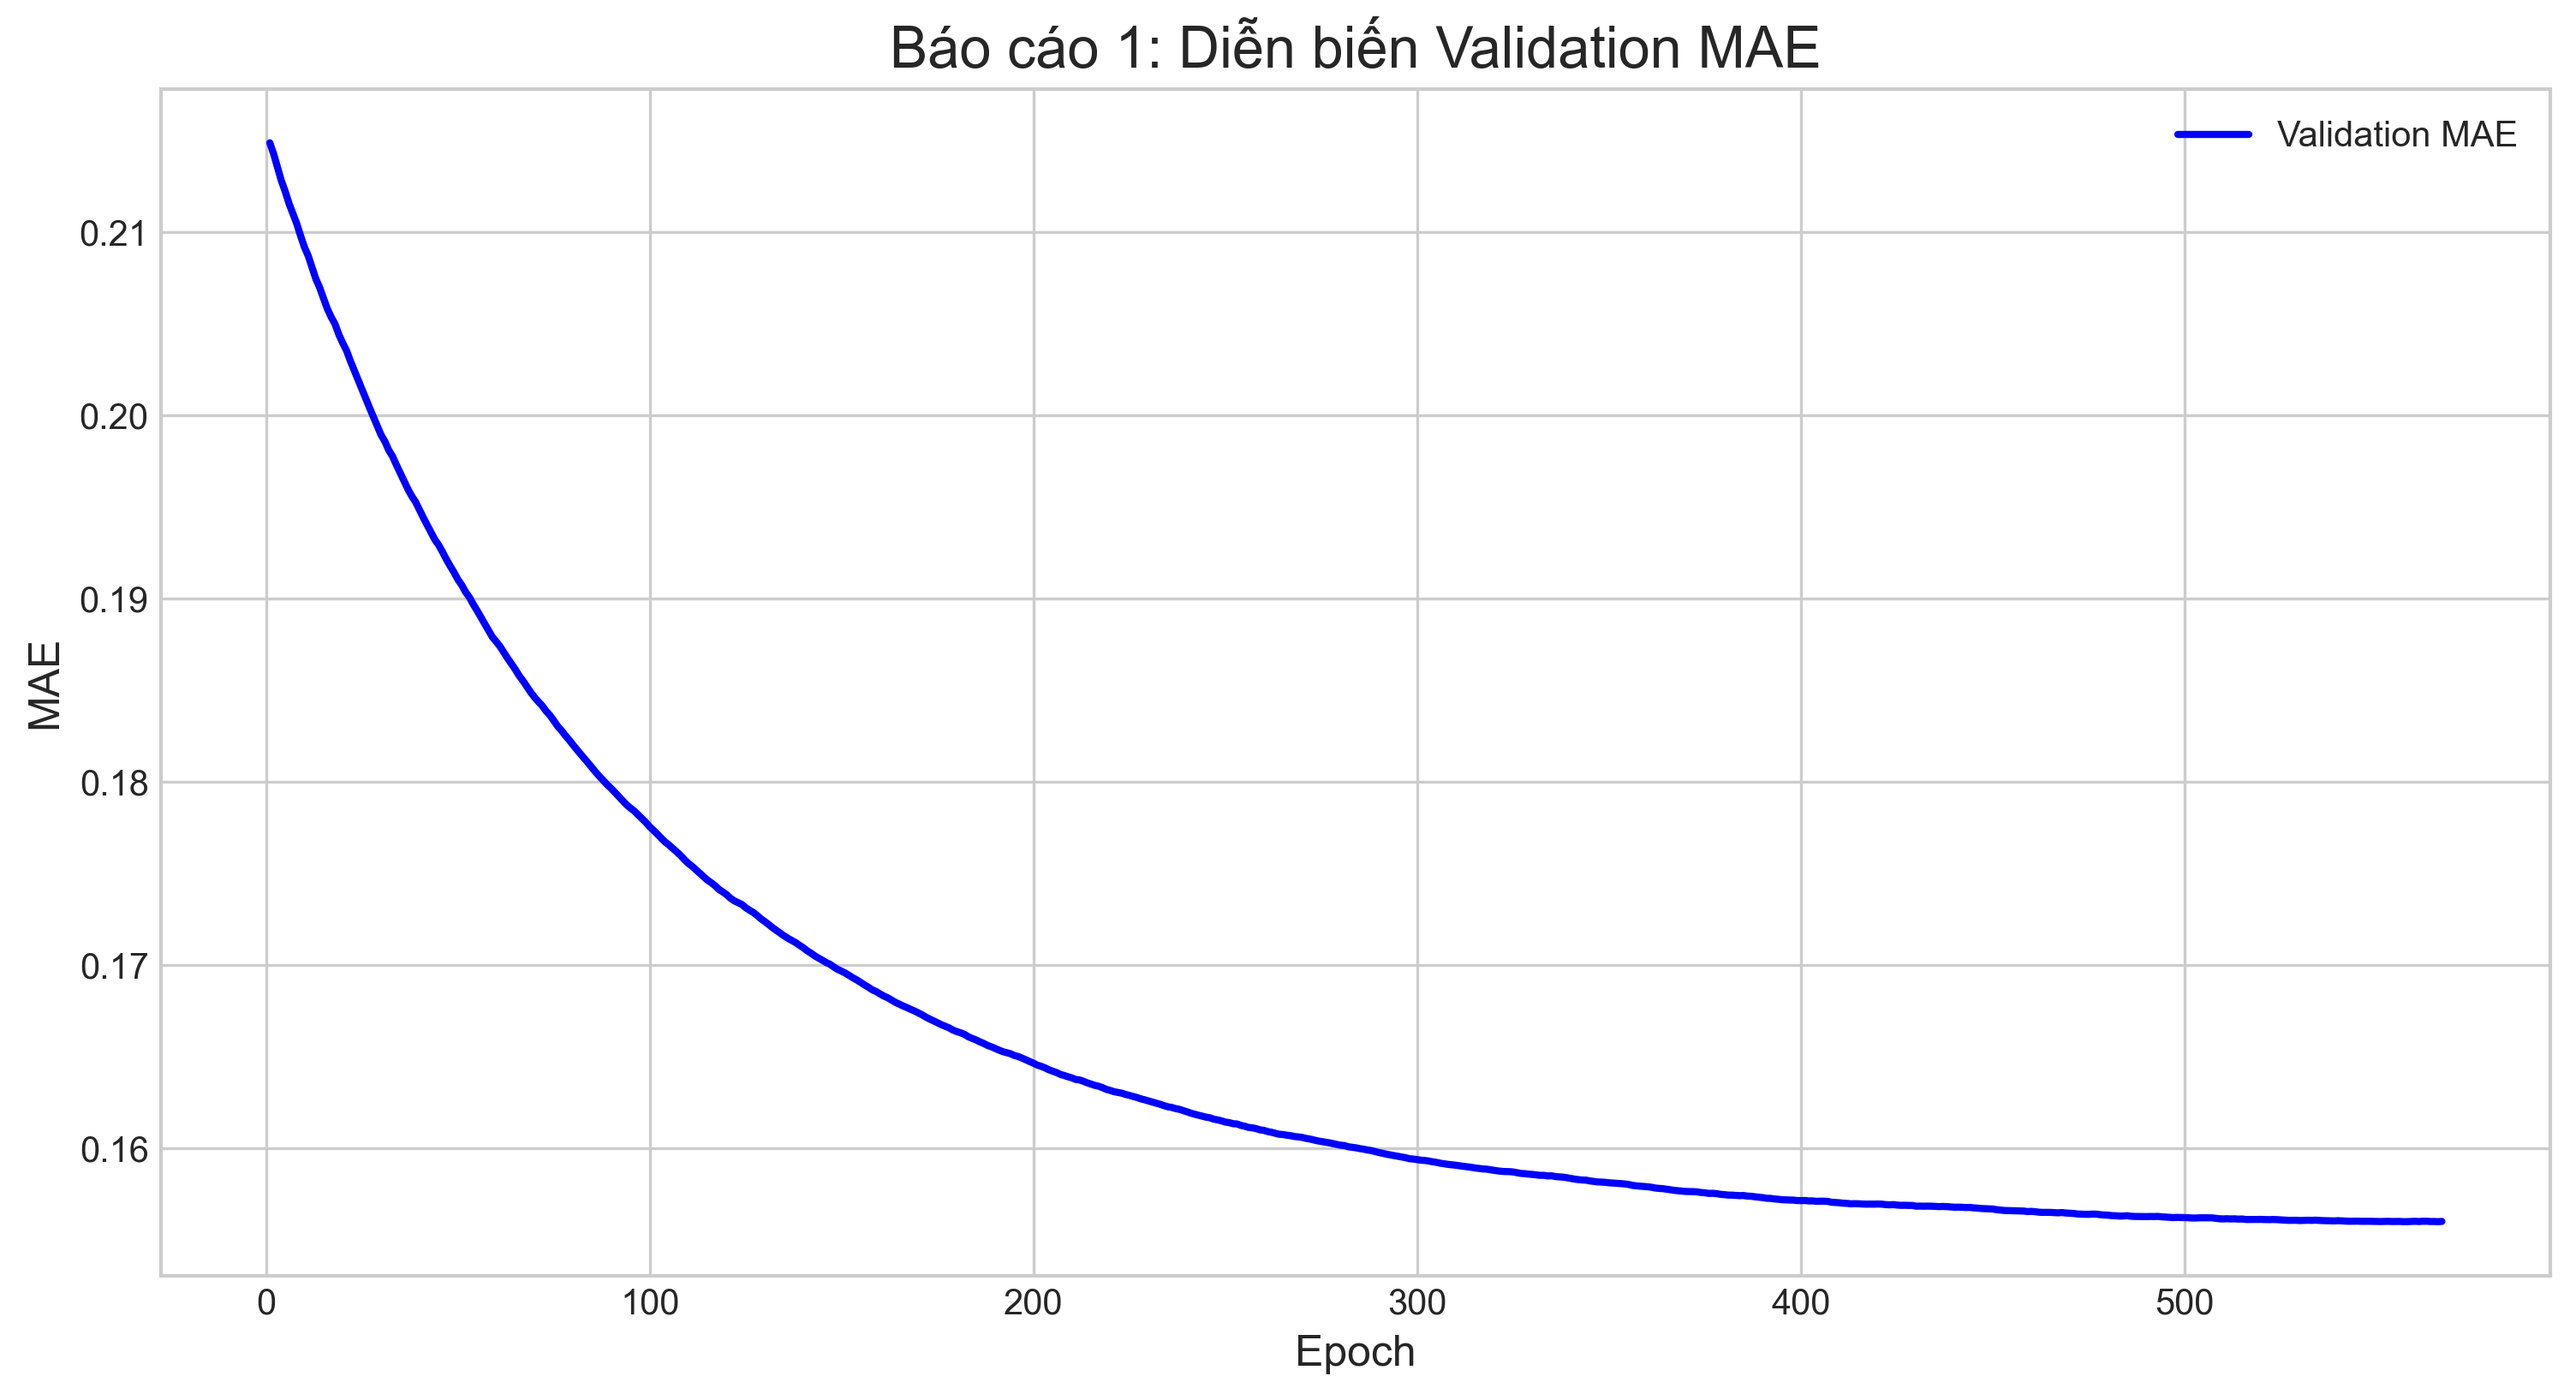 Báo cáo 1: Diễn biến Validation MAE
Validation MAE
0.21
0.20
0.19
0.18
0.17
0.16
MAE
0 100 200 300 400 500
Epoch